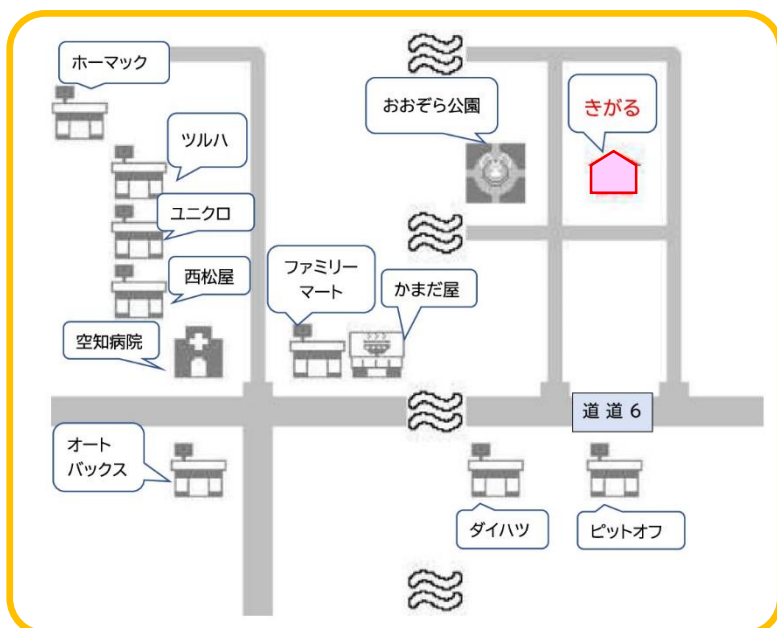 ホーマック
おおぞら公園
きがる
ツルハ
ユニクロ
西松屋
ファミリー
マート
かまだ屋
空知病院
道道6
オート
バックス
ダイハツ
ピットオフ